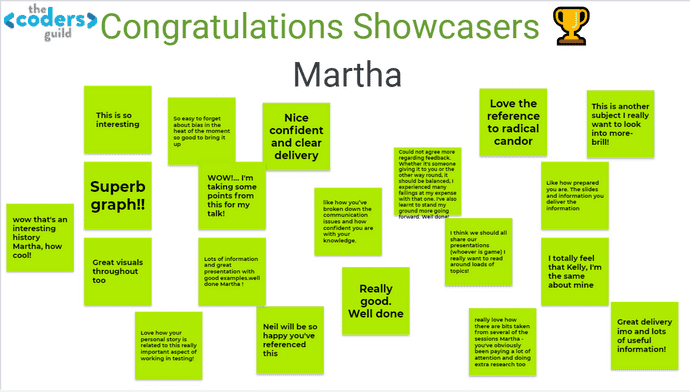 the
<coders>
guild
Congratulations Showcasers
Martha
This is so
interesting
So easy to forget
about bias in the
heat of the moment
so good to bring it
up
Nice
confident
and clear
delivery
Love the
reference
to radical
candor
This is another
subject I really
want to look
into more-
brill!
Superb
graph!!
WOW!... I'm
taking some
points from
this for my
talk!
like how you've
broken down the
communication
issues and how
confident you are
with your
knowledge.
Could not agree more
regarding feedback.
Whether it's someone
giving it to you or the
other way round, it
should be balanced, I
experienced many
failings at my expense
with that one. I've also
learnt to stand my
ground more going
forward. Well done!
Like how prepared
you are. The slides
and information you
deliver the
information
wow that's an
interesting
history
Martha, how
cool!
Great visuals
throughout
too
Lots of information
and great
presentation with
good examples.well
done Martha !
Really
good.
Well done
I think we should all
share our
presentations
(whoever is game) I
really want to read
around loads of
topics!
I totally feel
that Kelly, I'm
the same
about mine
Love how your
personal story is
related to this really
important aspect of
working in testing!
Neil will be so
happy you've
referenced
this
really love how
there are bits taken
from several of the
sessions Martha -
you've obviously
been paying a lot of
attention and doing
extra research too
Great delivery
imo and lots
of useful
information!